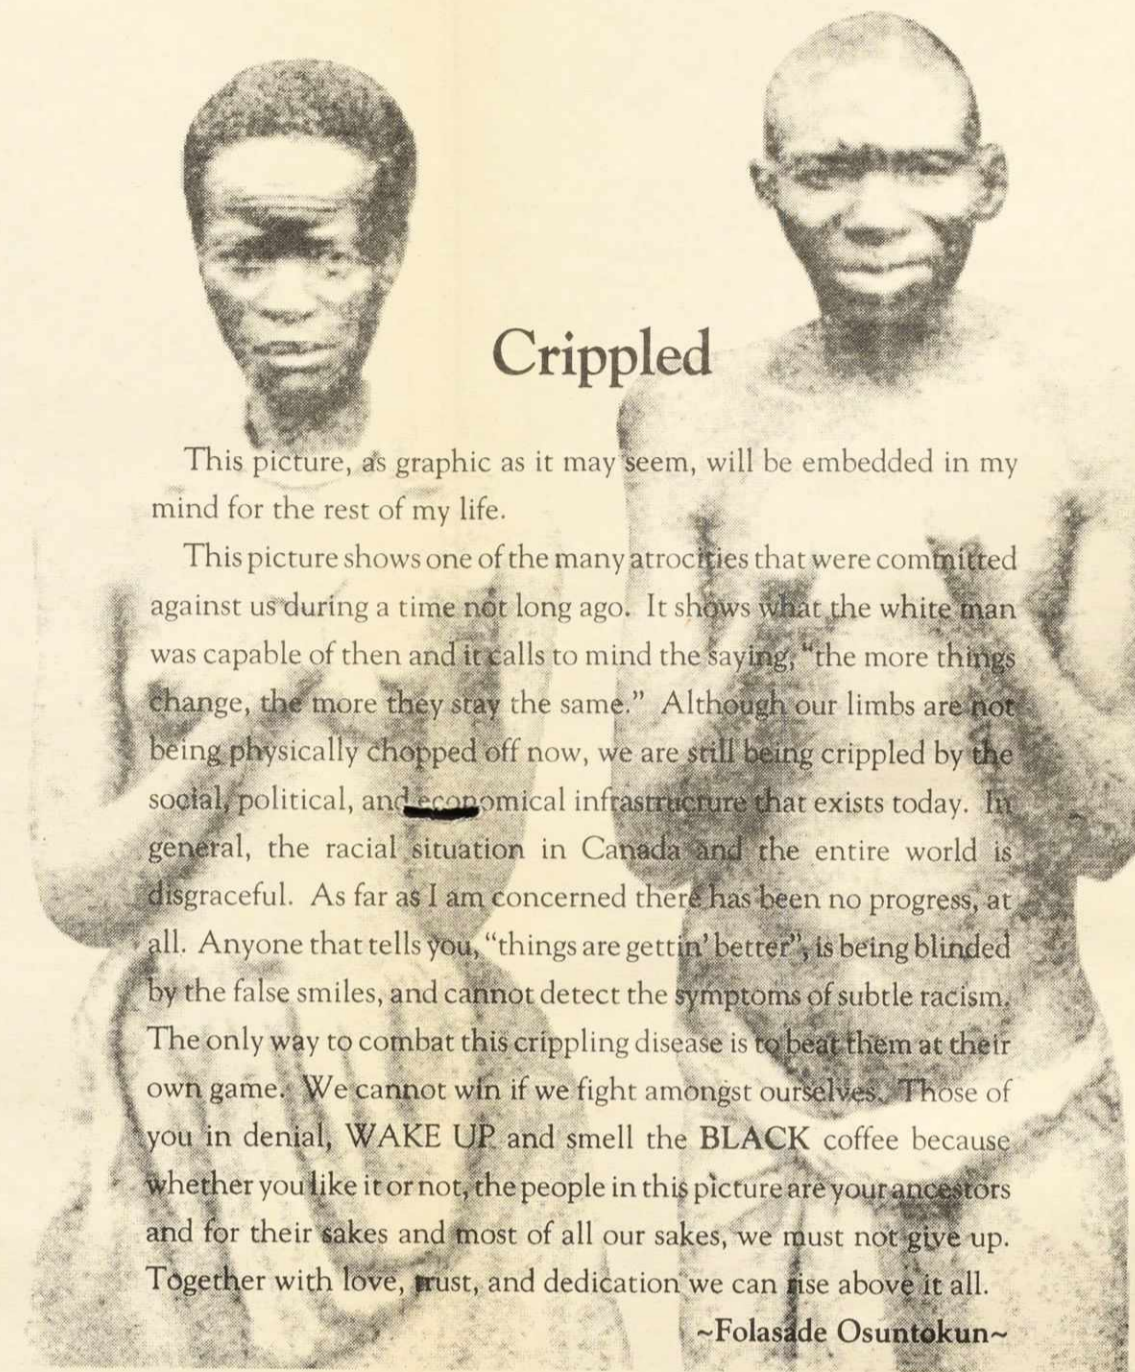 Crippled
This picture, as graphic as it may seem, will be embedded in my
mind for the rest of my life.
This picture shows one of the many atrocities that were committed
against us during a time not long ago. It shows what the white man
was capable of then and it calls to mind the saying, "the more things
change, the more they stay the same." Although our limbs are not
being physically chopped off now, we are still being crippled by the
social, political, and economical infrastructure that exists today. In
general, the racial situation in Canada and the entire world is
disgraceful. As far as I am concerned there has been no progress, at
all. Anyone that tells you, "things are gettin' better", is being blinded
by the false smiles, and cannot detect the symptoms of subtle racism.
The only way to combat this crippling disease is to beat them at their
own game. We cannot win if we fight amongst ourselves. Those of
you in denial, WAKE UP and smell the BLACK coffee because
whether you like it or not, the people in this picture are your ancestors
and for their sakes and most of all our sakes, we must not give up.
Together with love, trust, and dedication we can rise above it all.
~Folasade Osuntokun~